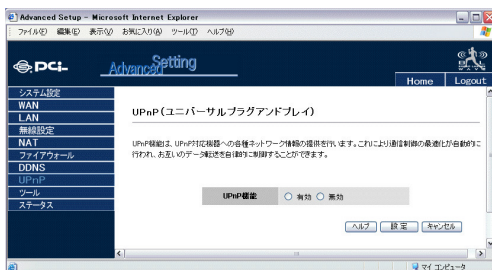 Advanced Setup - Microsoft Internet Explorer
ファイル(F) 編集(E) 表示(V) お気に入り(A) ツール(T) ヘルプ(H)
PCi
Advanced Setting
Home Logout
システム設定
WAN
LAN
無線設定
NAT
ファイアウォール
DDNS
UPnP
ツール
ステータス
UPnP(ユニバーサルプラグアンドプレイ)
UPnP機能は、UPnP対応機器への各種ネットワーク情報の提供を行います。これにより通信制御の最適化が自動的に
行われ、お互いのデータ転送を自律的に制御することができます。
UPnP機能 有効 無効
ヘルプ 設定 キャンセル
マイ コンピュータ